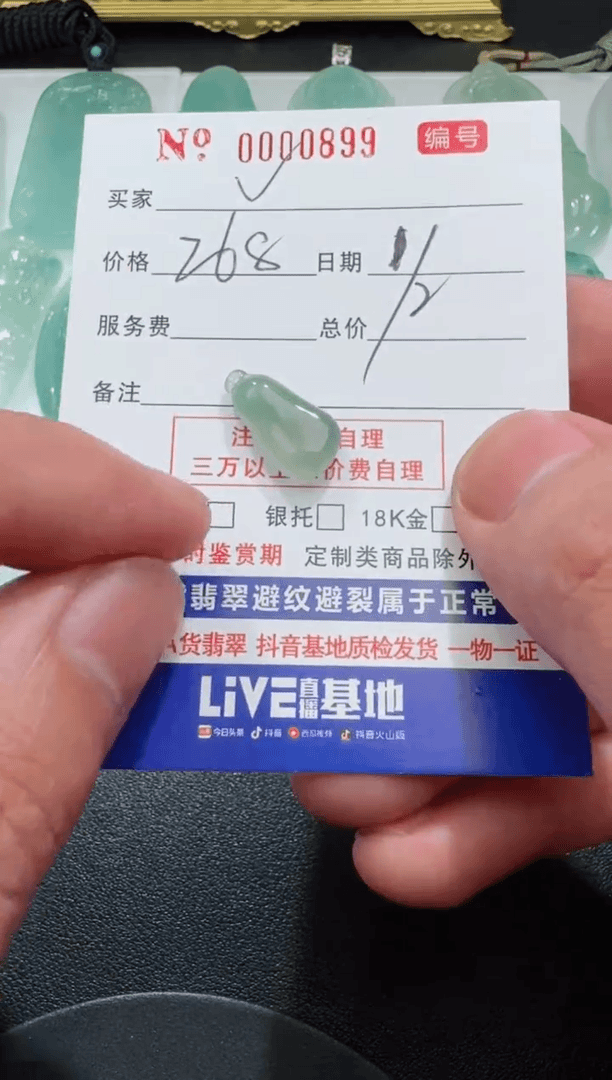 № 0000899 编号
买家
价格 268 日期 1/2
服务费 总价
备注
注 自理
三万以 价费自理
银托 18K金
时鉴赏期 定制类商品除外
翡翠避纹避裂属于正常
A货翡翠 抖音基地质检发货 一物一证
LiVE直播基地
今日头条 抖音 西瓜视频 抖音火山版